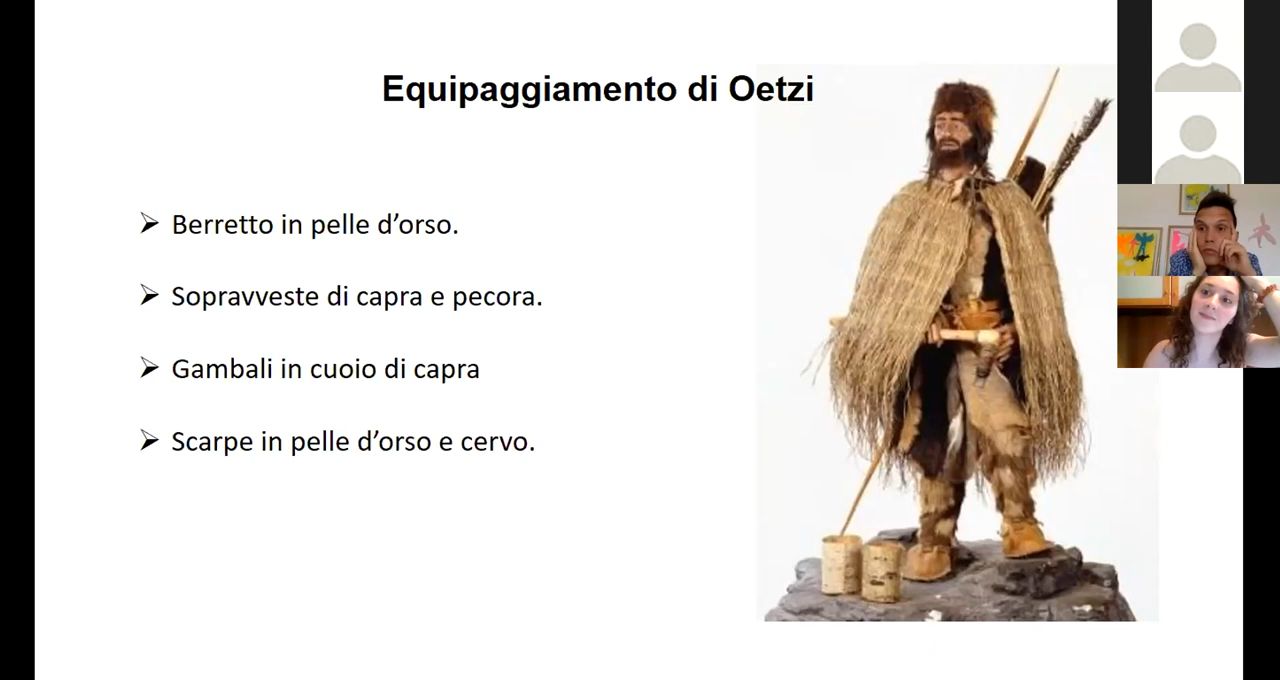 Equipaggiamento di Oetzi
Berretto in pelle d’orso.
Sopravveste di capra e pecora.
Gambali in cuoio di capra
Scarpe in pelle d’orso e cervo.